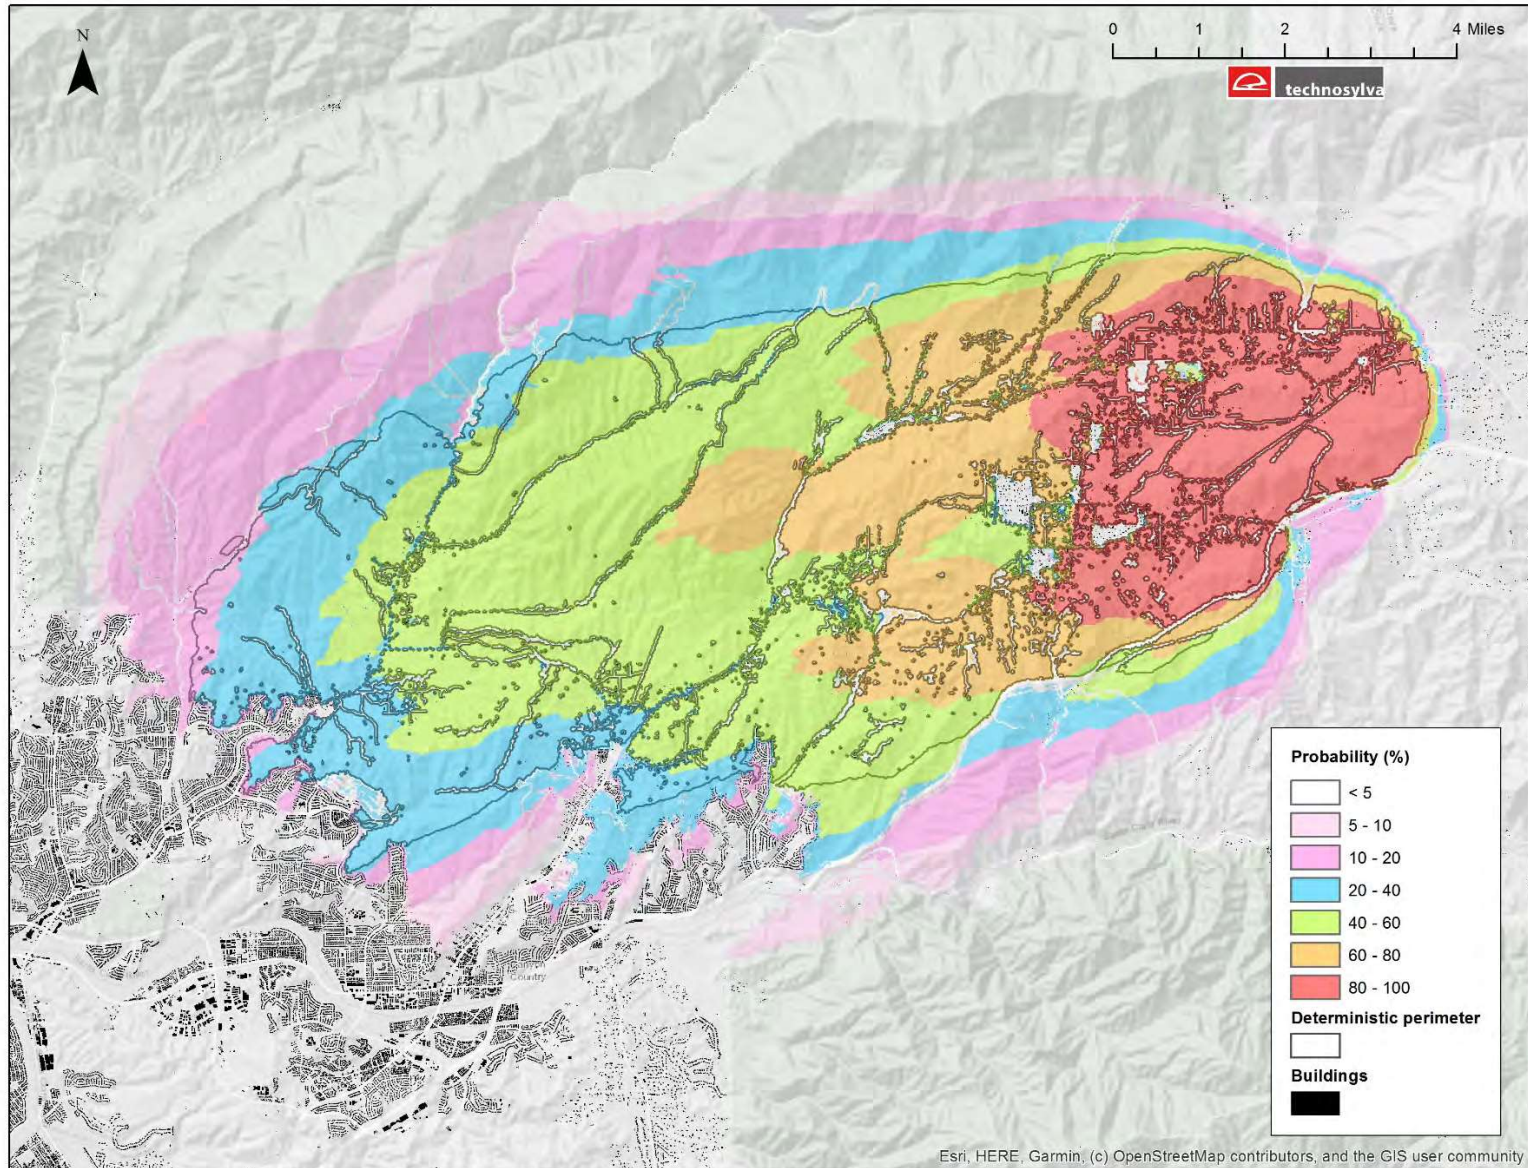 N
0 1 2 4 Miles
technosylva
Country
Probability (%)
< 5
5 - 10
10 - 20
20 - 40
40 - 60
60 - 80
80 - 100
Deterministic perimeter
Buildings
Esri, HERE, Garmin, (c) OpenStreetMap contributors, and the GIS user community